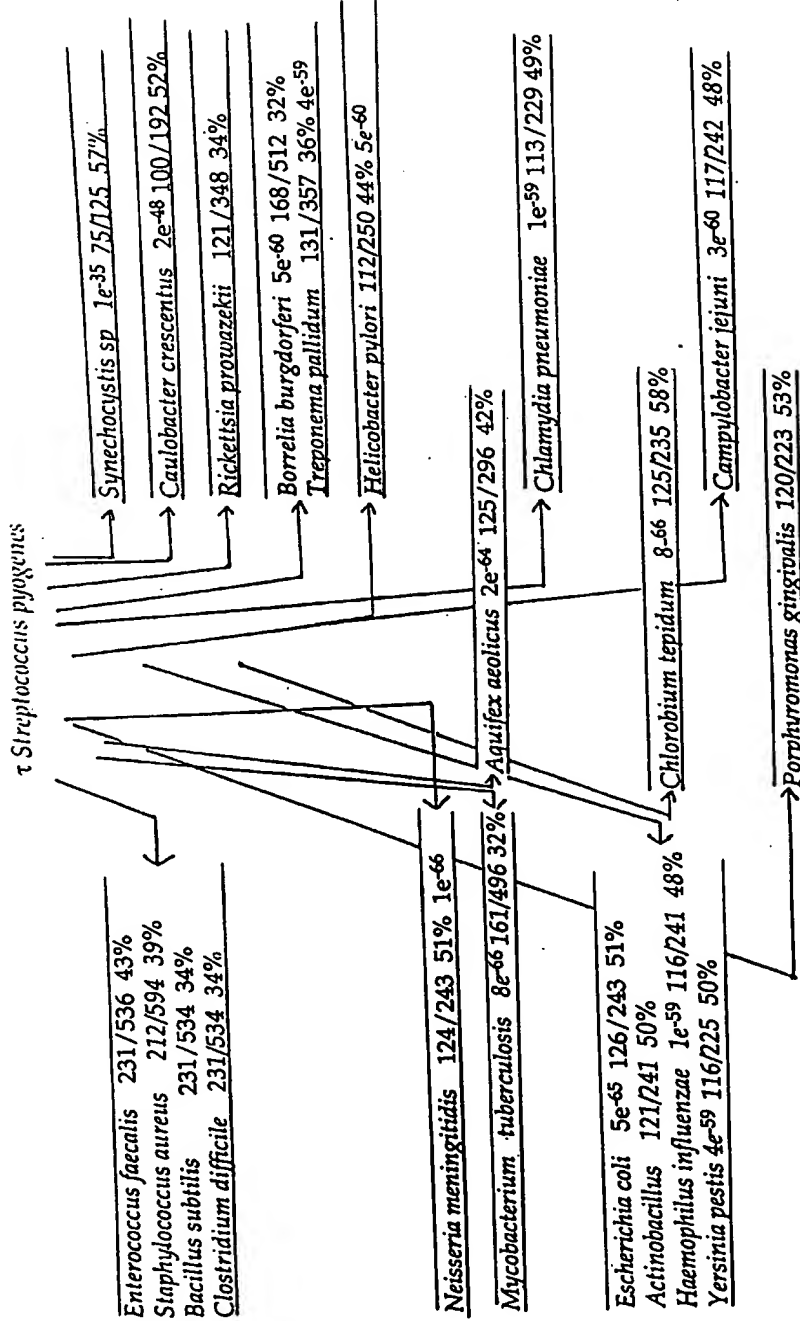 τ Streptococcus pyogenes
Enterococcus faecalis 231/536 43%
Staphylococcus aureus 212/594 39%
Bacillus subtilis 231/534 34%
Clostridium difficile 231/534 34%
Neisseria meningitidis 124/243 51% 1e-66
Mycobacterium tuberculosis 8e-66 161/496 32%
Escherichia coli 5e-65 126/243 51%
Actinobacillus 121/241 50%
Haemophilus influenzae 1e-59 116/241 48%
Yersinia pestis 4e-59 116/225 50%
Synechocystis sp 1e-35 75/125 57%
Caulobacter crescentus 2e-48 100/192 52%
Rickettsia prowazekii 121/348 34%
Borrelia burgdorferi 5e-60 168/512 32%
Treponema pallidum 131/357 36% 4e-59
Helicobacter pylori 112/250 44% 5e-60
Aquifex aeolicus 2e-64 125/296 42%
Chlamydia pneumoniae 1e-59 113/229 49%
Chlorobium tepidum 8-66 125/235 58%
Campylobacter jejuni 3e-60 117/242 48%
Porphyromonas gingivalis 120/223 53%